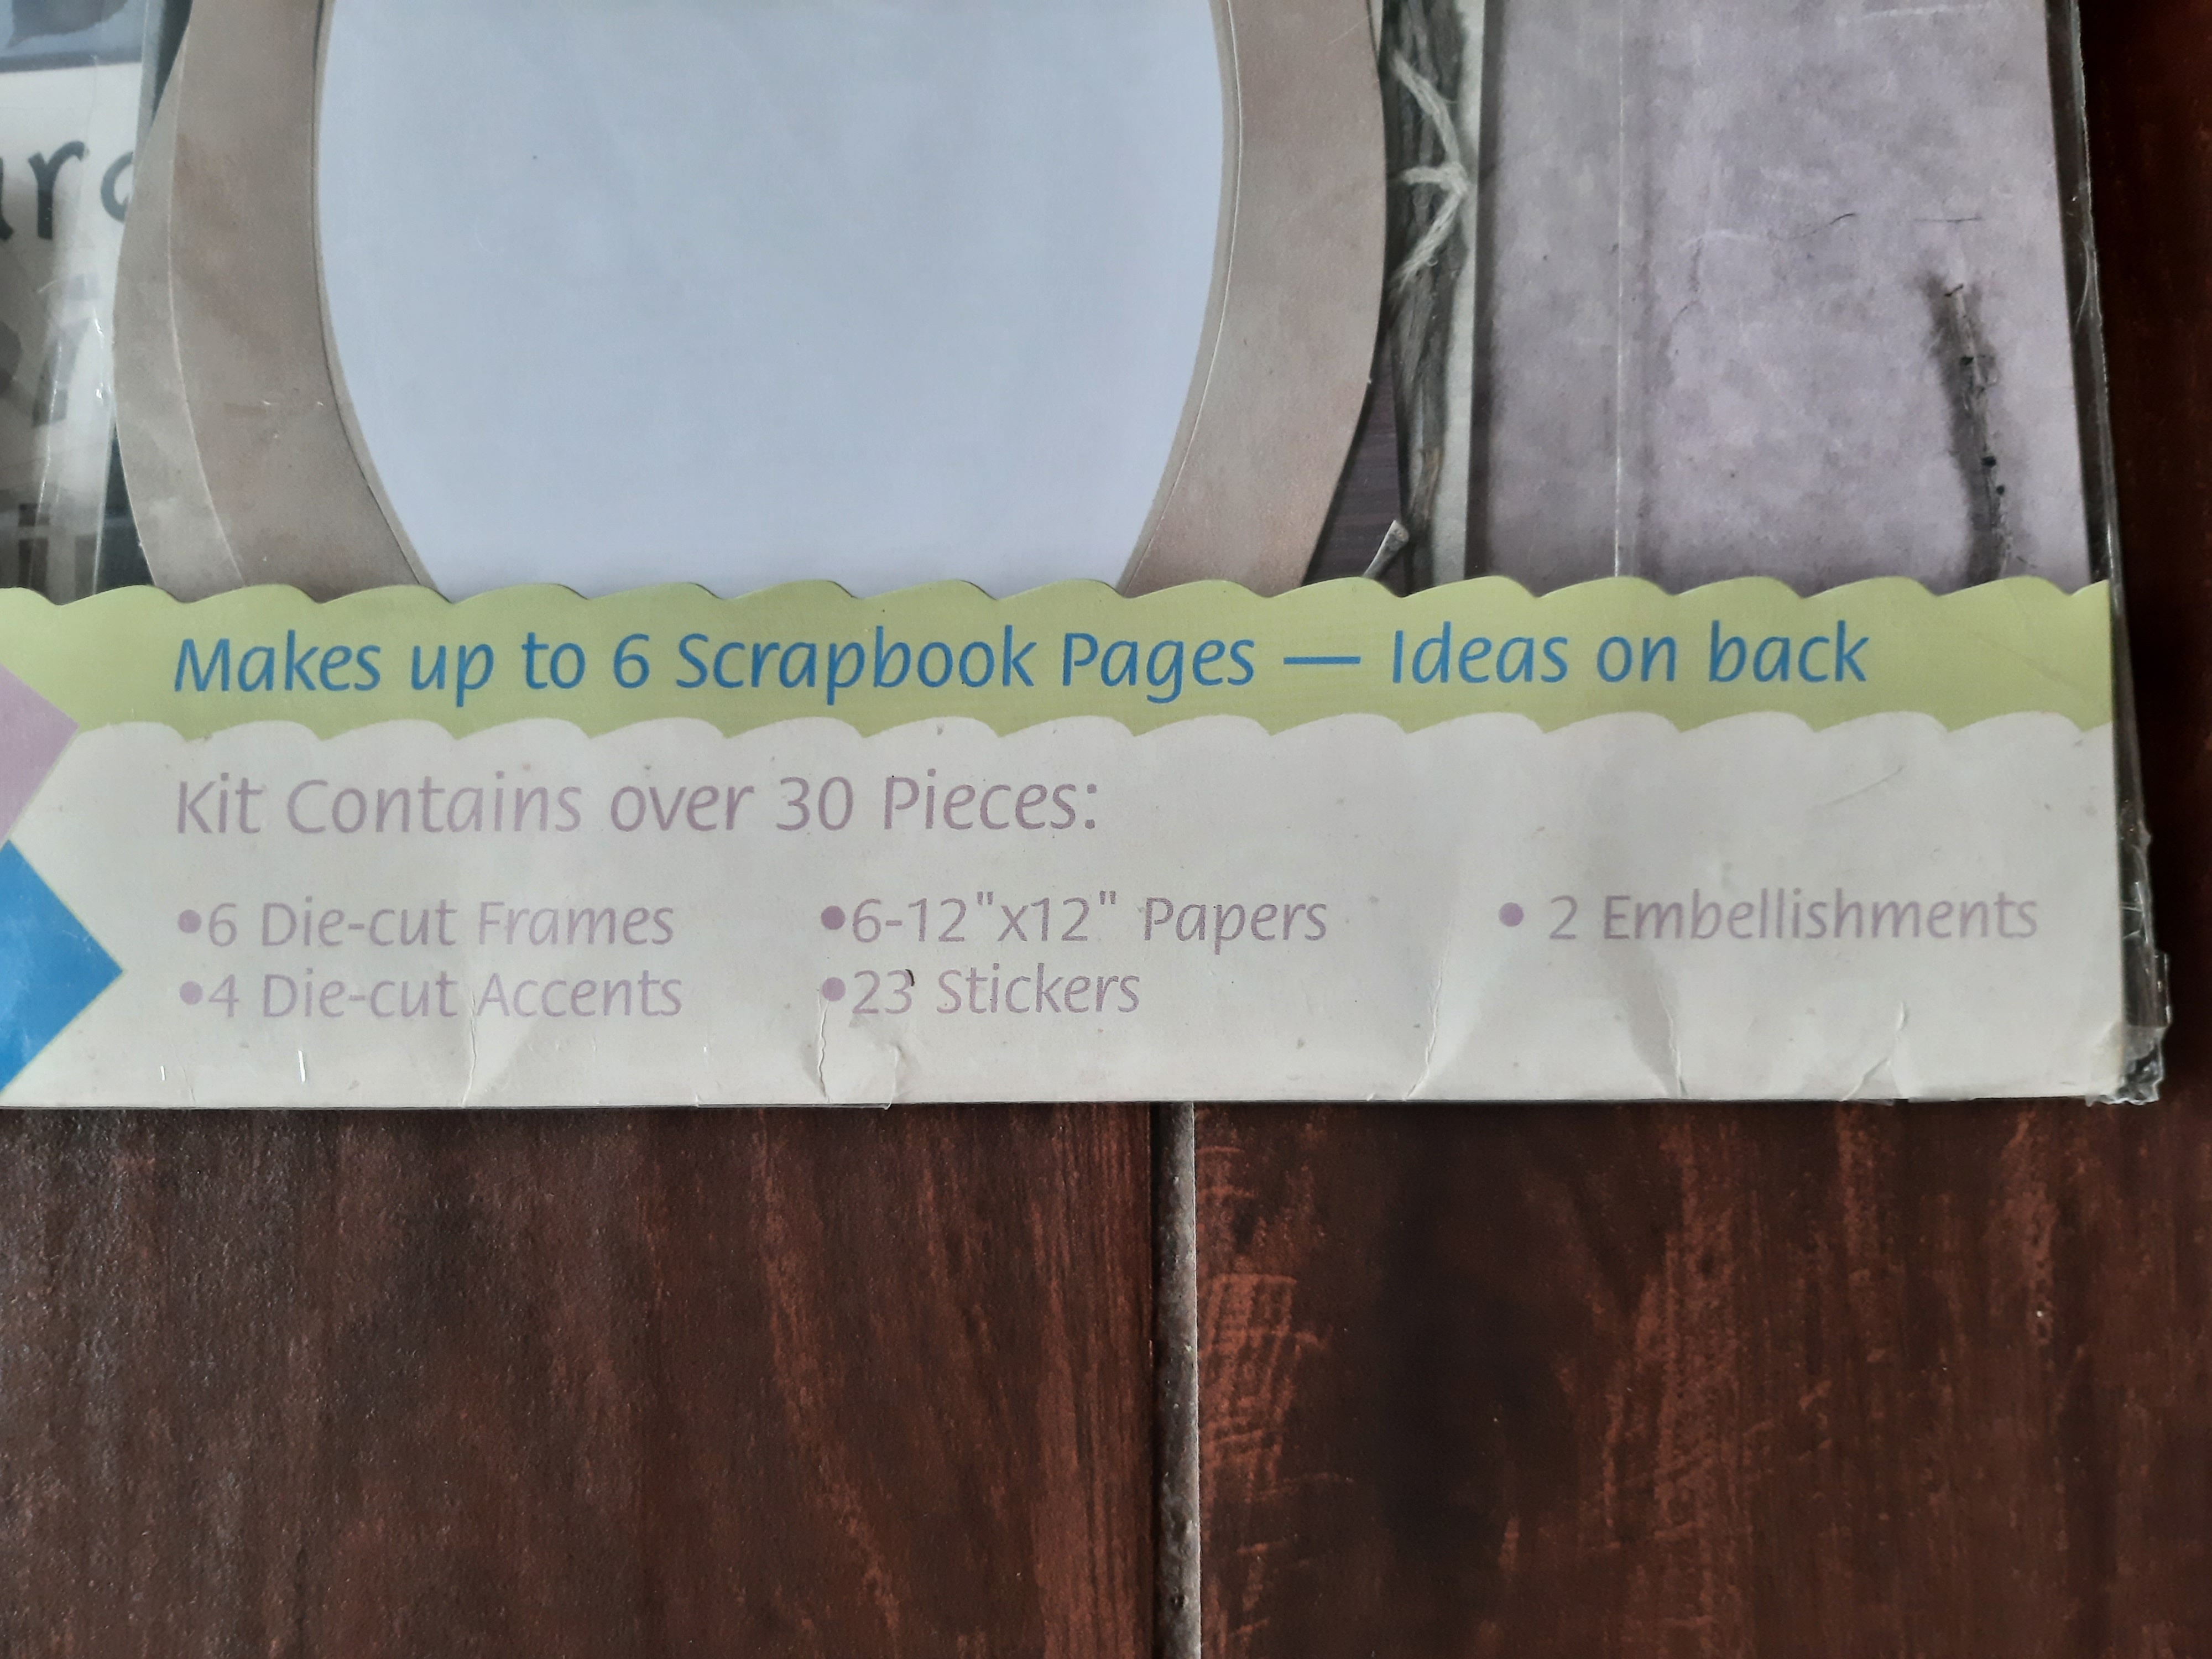 Makes up to 6 Scrapbook Pages — Ideas on back
Kit Contains over 30 Pieces:
•6 Die-cut Frames
•4 Die-cut Accents
•6-12"x12" Papers
•23 Stickers
• 2 Embellishments